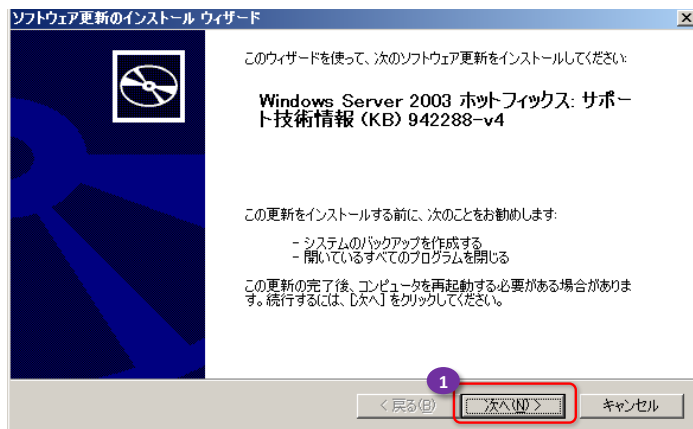 ソフトウェア更新のインストール ウィザード
このウィザードを使って、次のソフトウェア更新をインストールしてください:
Windows Server 2003 ホットフィックス: サポー
ト技術情報 (KB) 942288-v4
この更新をインストールする前に、次のことをお勧めします:
- システムのバックアップを作成する
- 開いているすべてのプログラムを閉じる
この更新の完了後、コンピュータを再起動する必要がある場合がありま
す。続行するには、[次へ] をクリックしてください。
1
< 戻る(B)
次へ(N) >
キャンセル